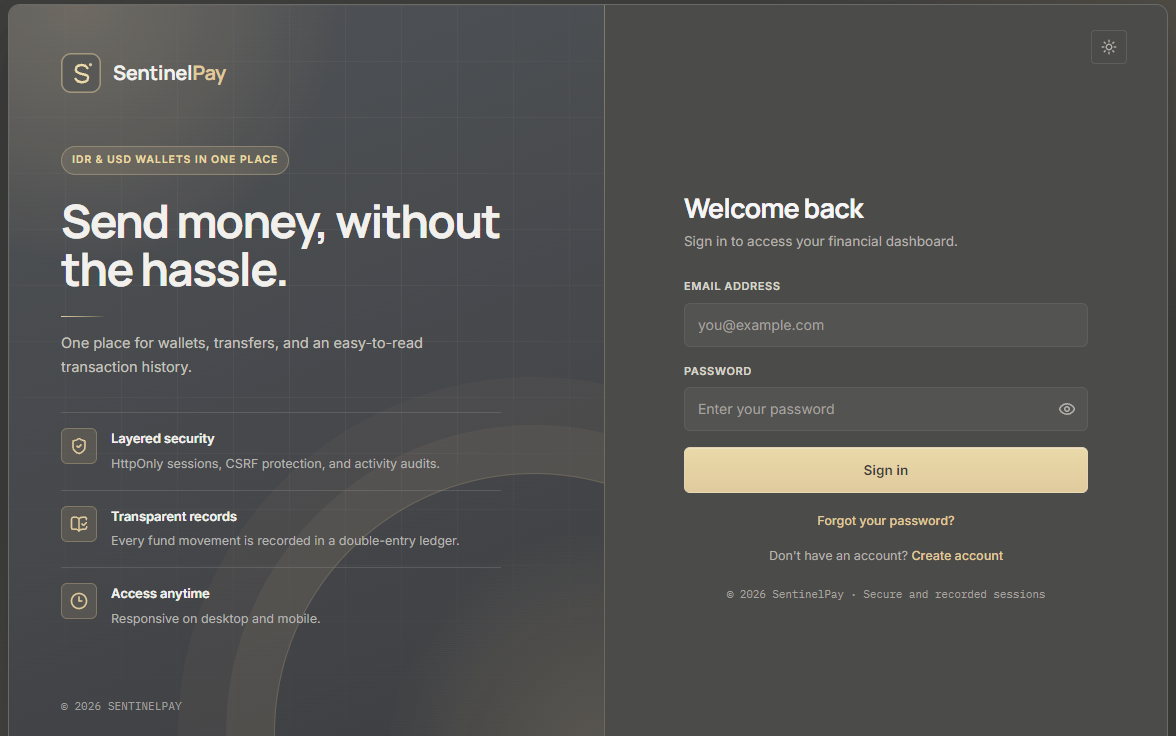 S
SentinelPay
IDR & USD WALLETS IN ONE PLACE
Send money, without
the hassle.
One place for wallets, transfers, and an easy-to-read
transaction history.
Layered security
HttpOnly sessions, CSRF protection, and activity audits.
Transparent records
Every fund movement is recorded in a double-entry ledger.
Access anytime
Responsive on desktop and mobile.
© 2026 SENTINELPAY
Welcome back
Sign in to access your financial dashboard.
EMAIL ADDRESS
you@example.com
PASSWORD
Enter your password
Sign in
Forgot your password?
Don't have an account? Create account
© 2026 SentinelPay · Secure and recorded sessions